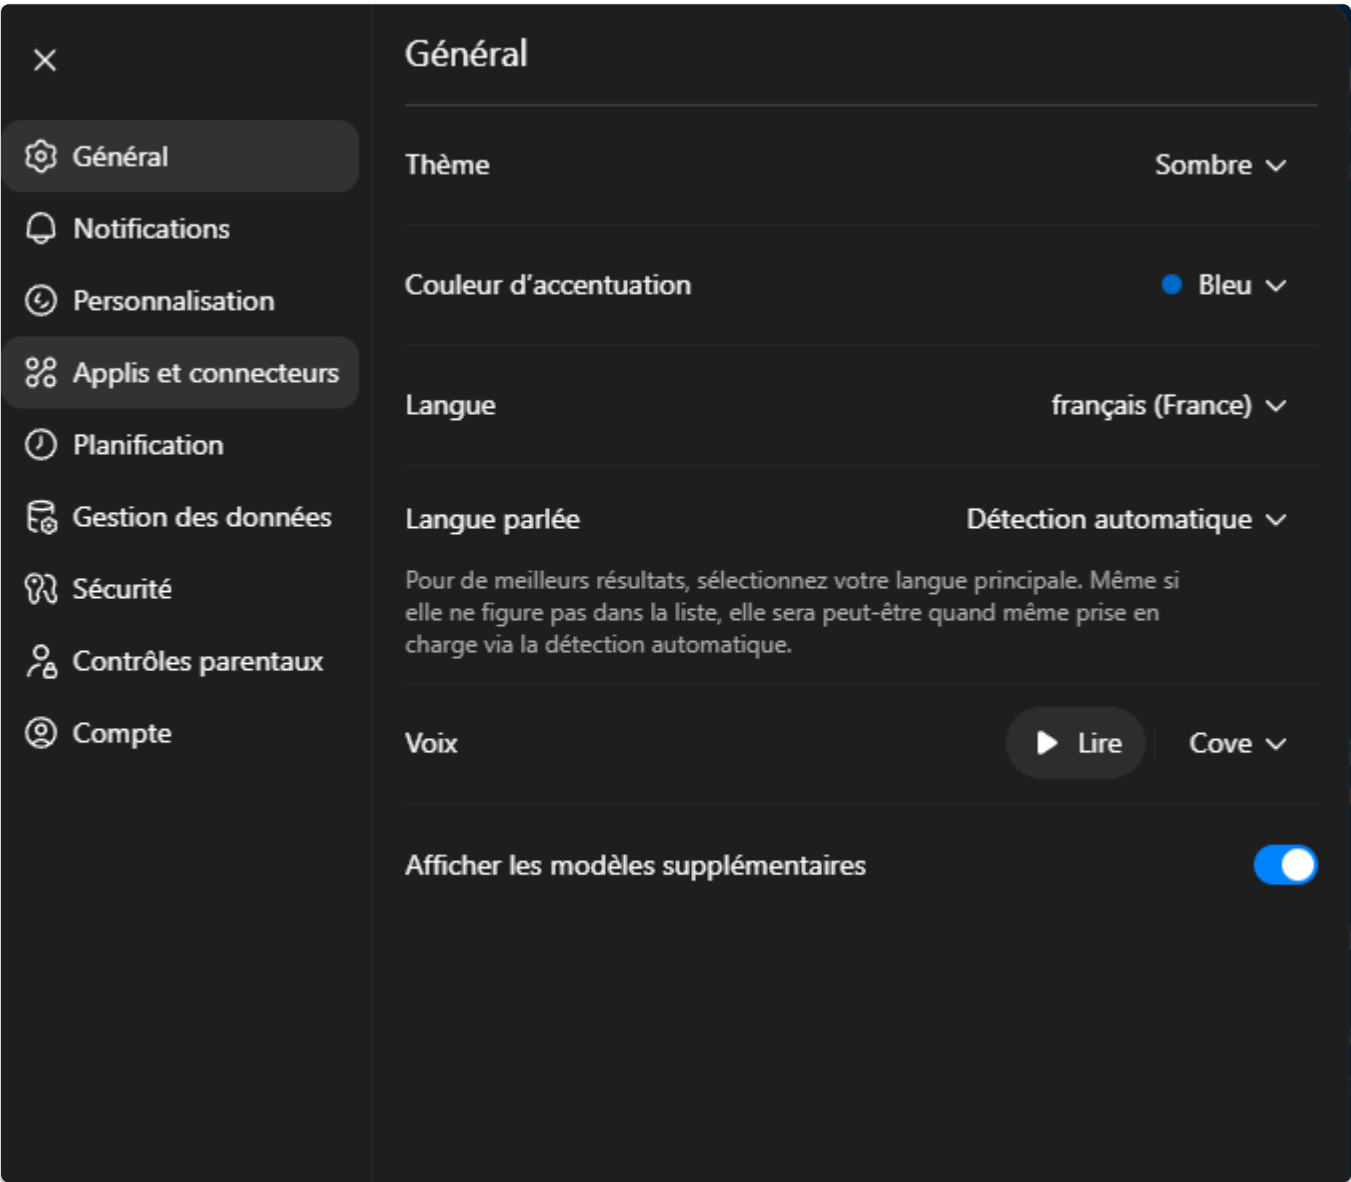 Général
Notifications
Personnalisation
Applis et connecteurs
Planification
Gestion des données
Sécurité
Contrôles parentaux
Compte
Général
Thème
Sombre
Couleur d’accentuation
Bleu
Langue
français (France)
Langue parlée
Détection automatique
Pour de meilleurs résultats, sélectionnez votre langue principale. Même si
elle ne figure pas dans la liste, elle sera peut-être quand même prise en
charge via la détection automatique.
Voix
Lire
Cove
Afficher les modèles supplémentaires